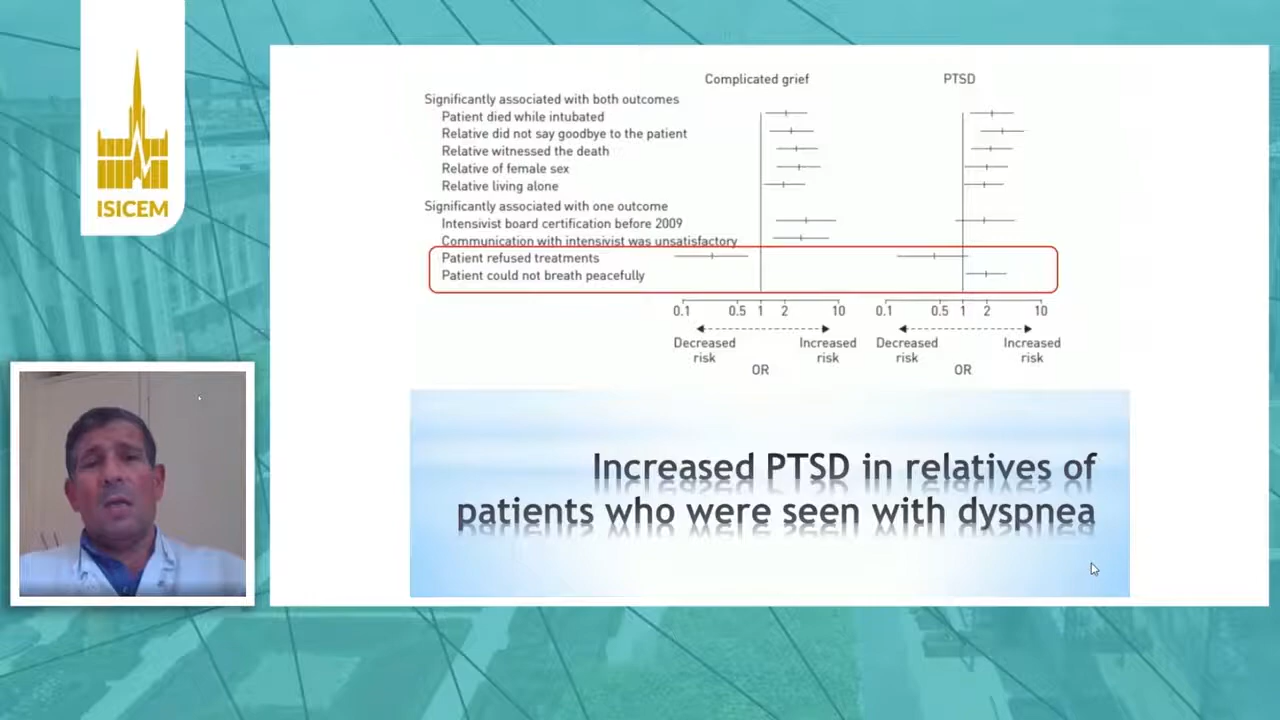 ISICEM
Complicated grief PTSD
Significantly associated with both outcomes
Patient died while intubated
Relative did not say goodbye to the patient
Relative witnessed the death
Relative of female sex
Relative living alone
Significantly associated with one outcome
Intensivist board certification before 2009
Communication with intensivist was unsatisfactory
Patient refused treatments
Patient could not breath peacefully
0.1 0.5 1 2 10 0.1 0.5 1 2 10
Decreased Increased Decreased Increased
risk risk risk risk
OR OR
Increased PTSD in relatives of
patients who were seen with dyspnea